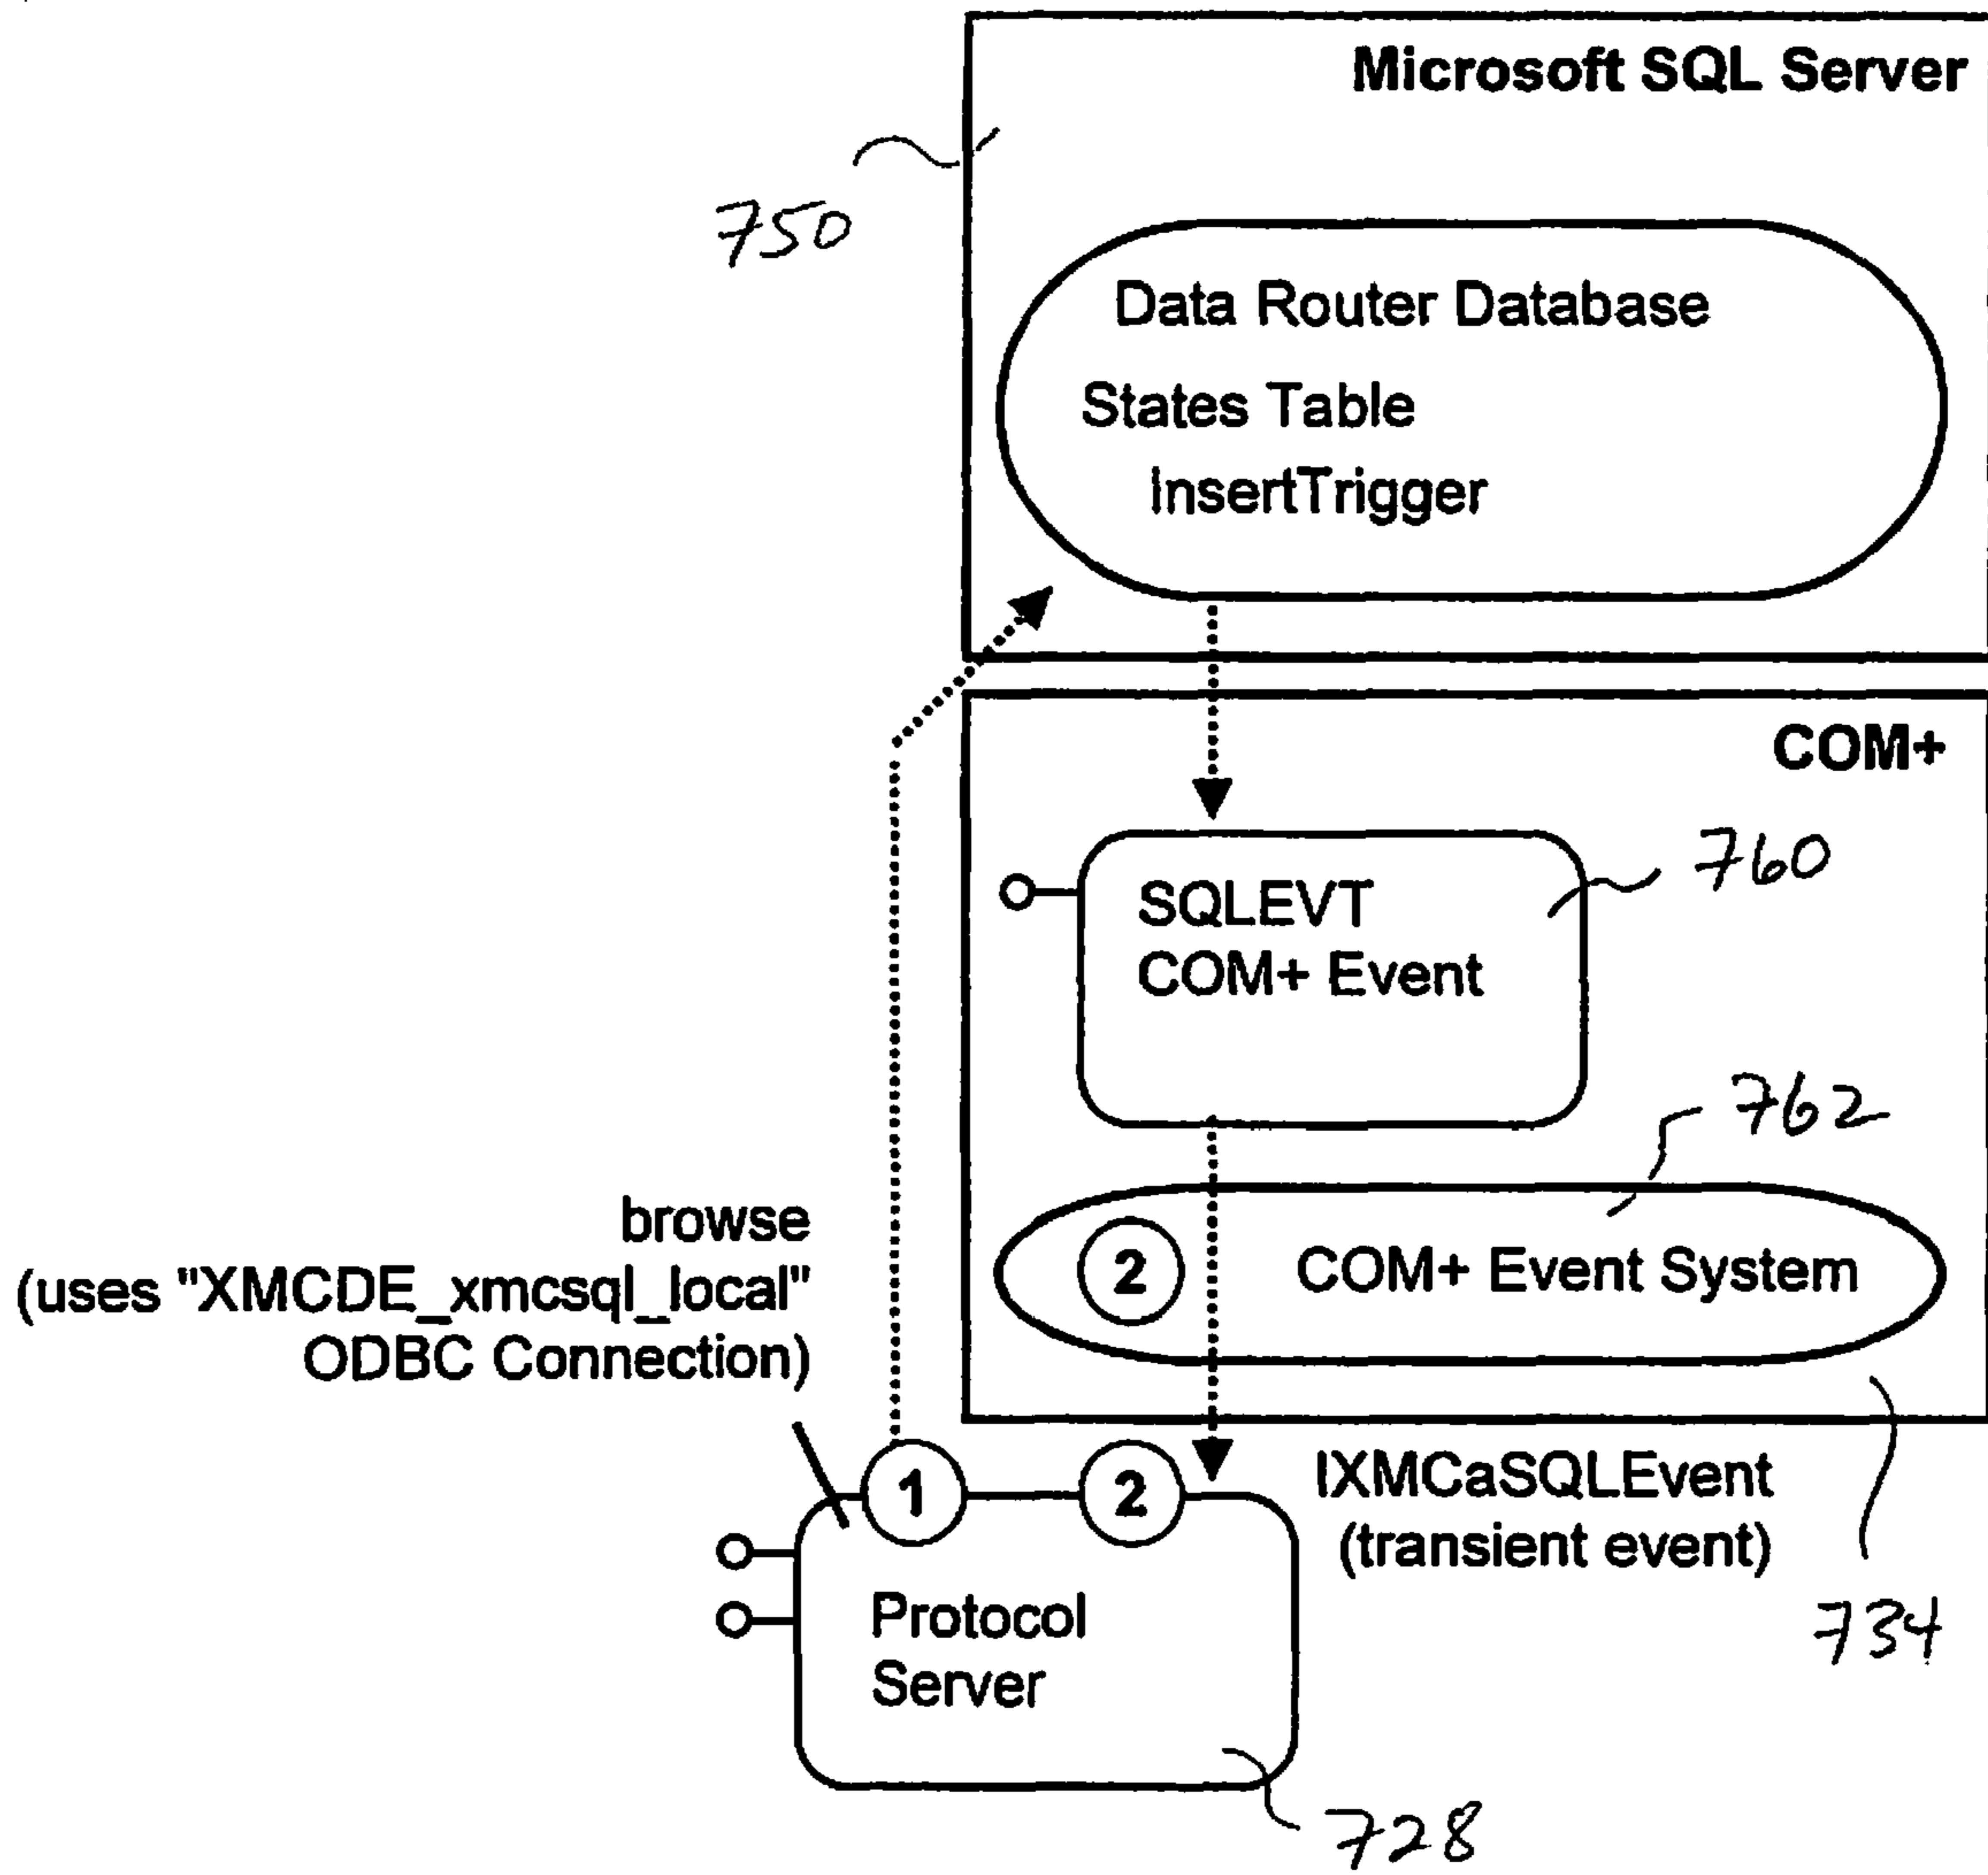 Microsoft SQL Server
750
Data Router Database
States Table
InsertTrigger
COM+
760
SQLEVT
COM+ Event
762
browse
(uses "XMCDE_xmcsql_local"
ODBC Connection)
2
COM+ Event System
1
2
IXMCaSQLEvent
(transient event)
Protocol
Server
734
728